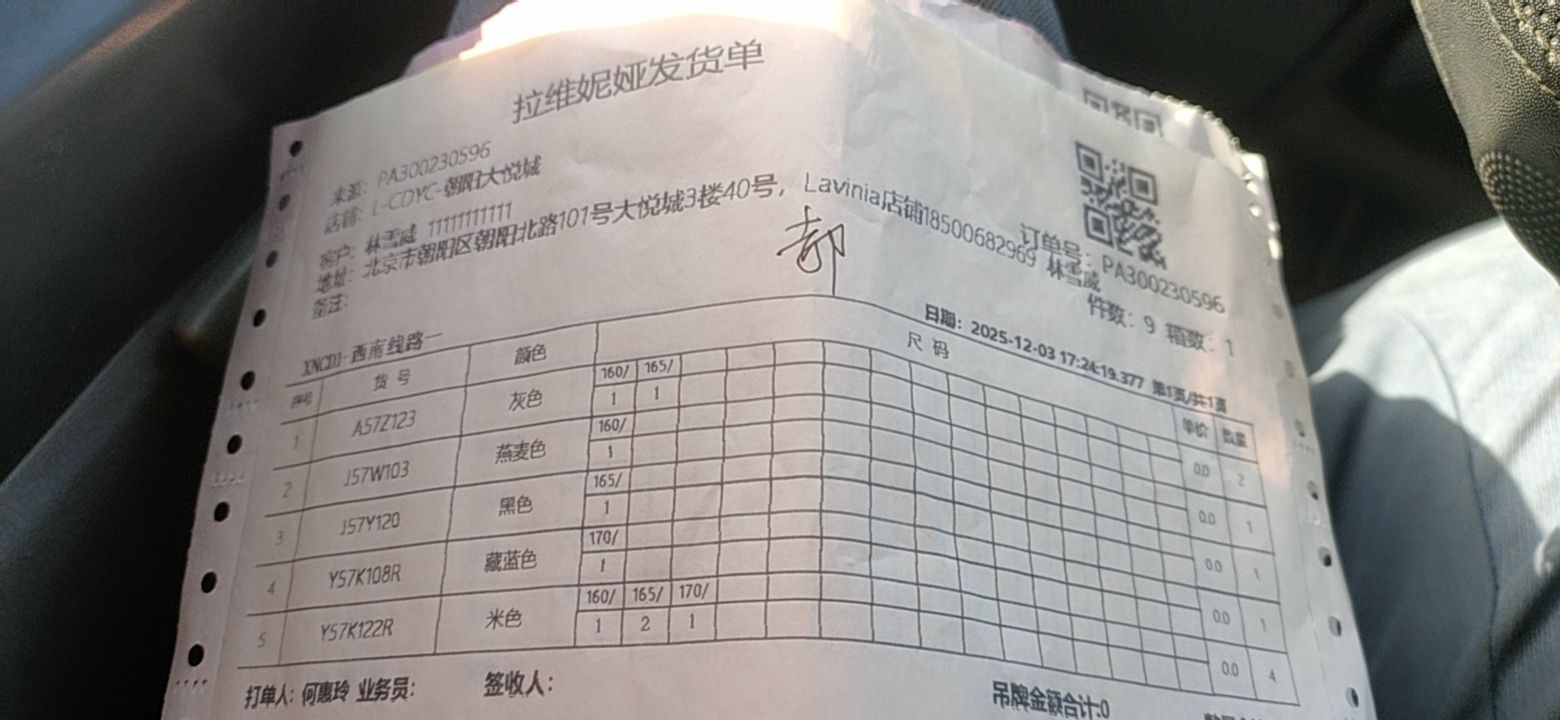 拉维妮娅发货单
来源：PA300230596
店铺：L-CDYC-朝阳大悦城
客户：林雪威 11111111111
地址：北京市朝阳区朝阳北路101号大悦城3楼40号，Lavinia店铺18500682969 林雪威
备注：
订单号：PA300230596
件数：9 箱数：1
郝
XNCDJ-西南线路一
日期：2025-12-03 17:24:19.377 第1页/共1页
序号 货号 颜色 尺码 单价 数量
160/ 165/
1 A57Z123 灰色 1 1 0.0 2
160/
2 J57W103 燕麦色 1 0.0 1
165/
3 J57Y120 黑色 1 0.0 1
170/
4 Y57K108R 藏蓝色 1 0.0 1
160/ 165/ 170/
5 Y57K122R 米色 1 2 1 0.0 4
打单人：何惠玲 业务员： 签收人： 吊牌金额合计:0